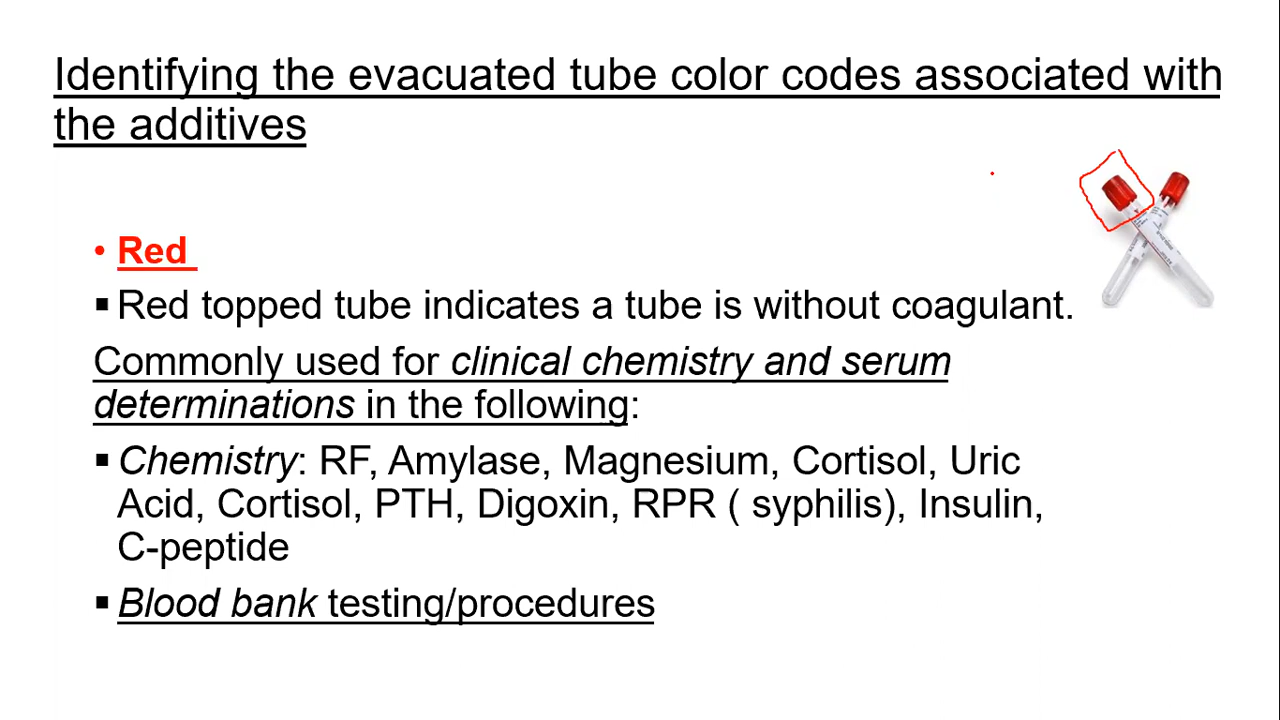 Identifying the evacuated tube color codes associated with
the additives
• Red
▪ Red topped tube indicates a tube is without coagulant.
Commonly used for clinical chemistry and serum
determinations in the following:
▪ Chemistry: RF, Amylase, Magnesium, Cortisol, Uric
Acid, Cortisol, PTH, Digoxin, RPR ( syphilis), Insulin,
C-peptide
▪ Blood bank testing/procedures